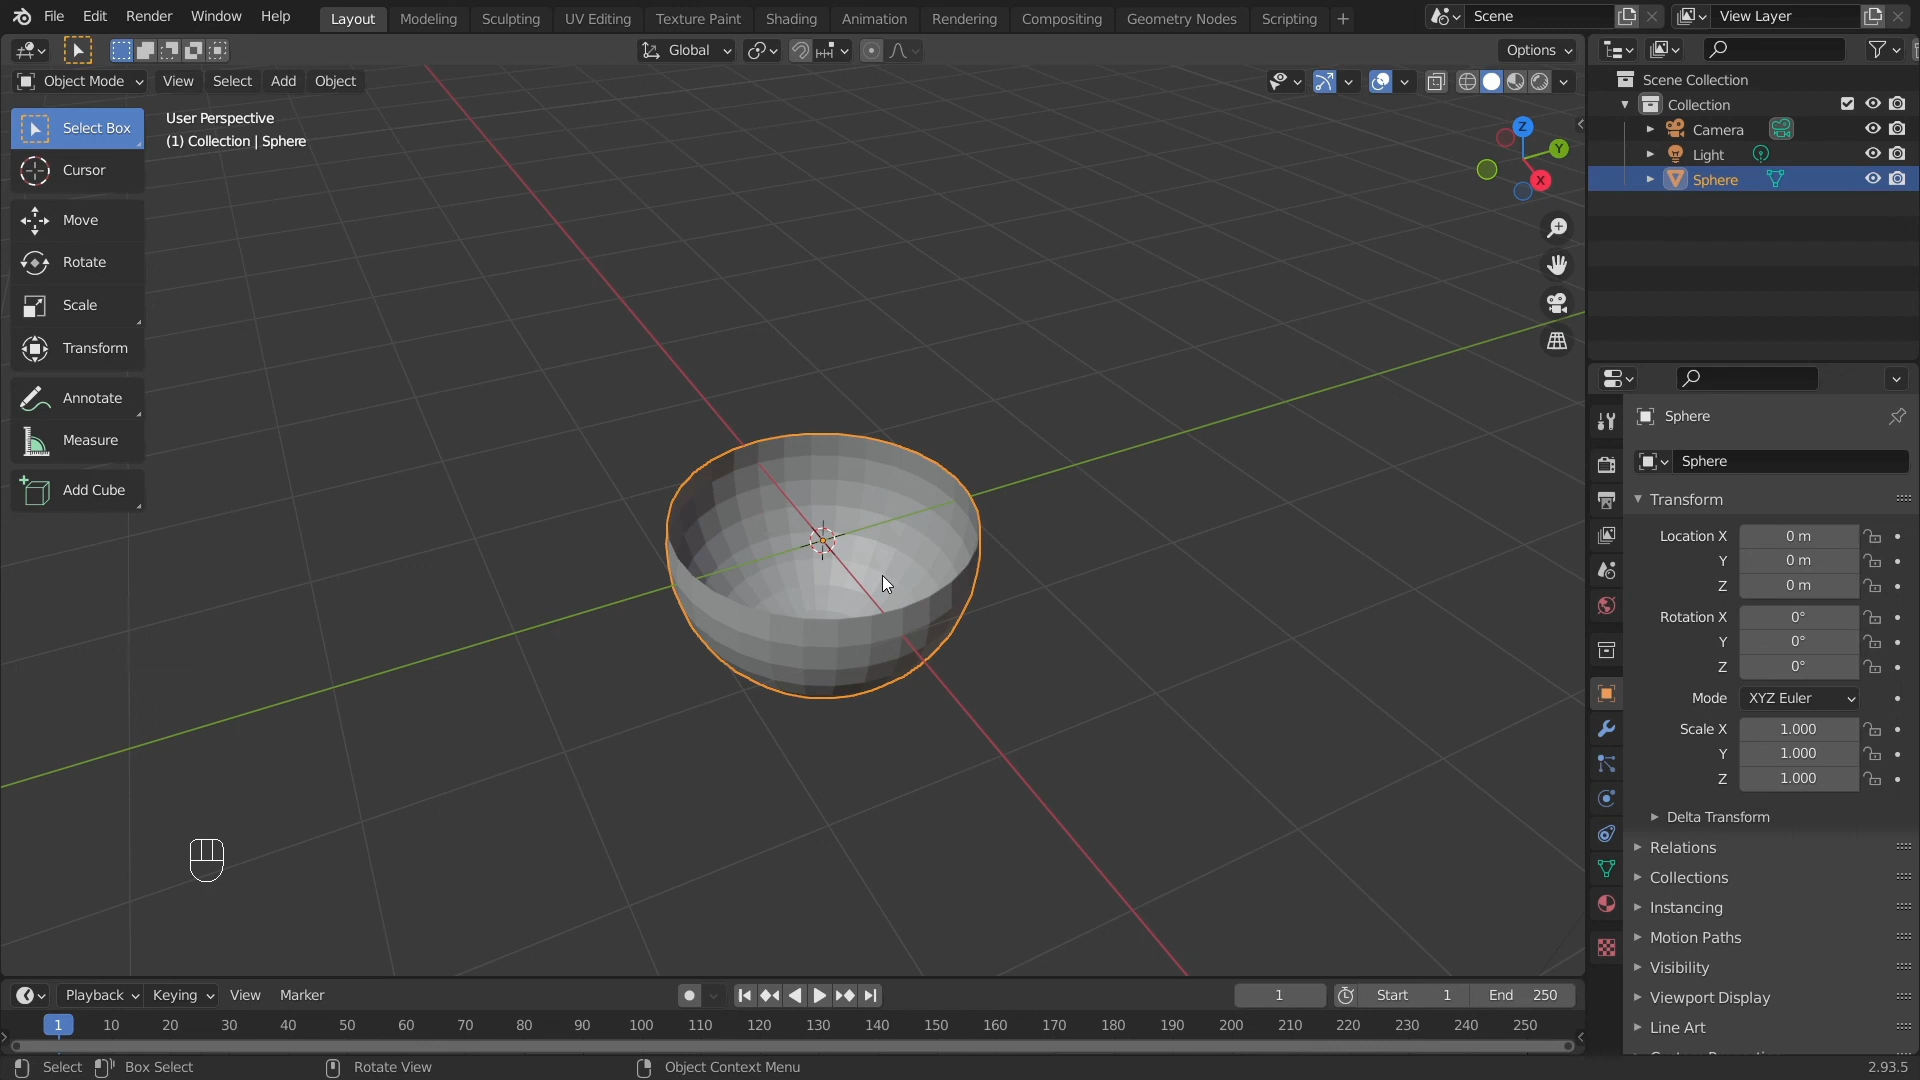 File Edit Render Window Help Layout Modeling Sculpting UV Editing Texture Paint Shading Animation Rendering Compositing Geometry Nodes Scripting + Scene View Layer
Global Options
Object Mode View Select Add Object
Select Box
Cursor
Move
Rotate
Scale
Transform
Annotate
Measure
Add Cube
User Perspective
(1) Collection | Sphere
Z
Y
X
Scene Collection
Collection
Camera
Light
Sphere
Sphere
Sphere
Transform
Location X 0 m
Y 0 m
Z 0 m
Rotation X 0°
Y 0°
Z 0°
Mode XYZ Euler
Scale X 1.000
Y 1.000
Z 1.000
Delta Transform
Relations
Collections
Instancing
Motion Paths
Visibility
Viewport Display
Line Art
Playback Keying View Marker 1 Start 1 End 250
1 10 20 30 40 50 60 70 80 90 100 110 120 130 140 150 160 170 180 190 200 210 220 230 240 250
Select Box Select Rotate View Object Context Menu 2.93.5